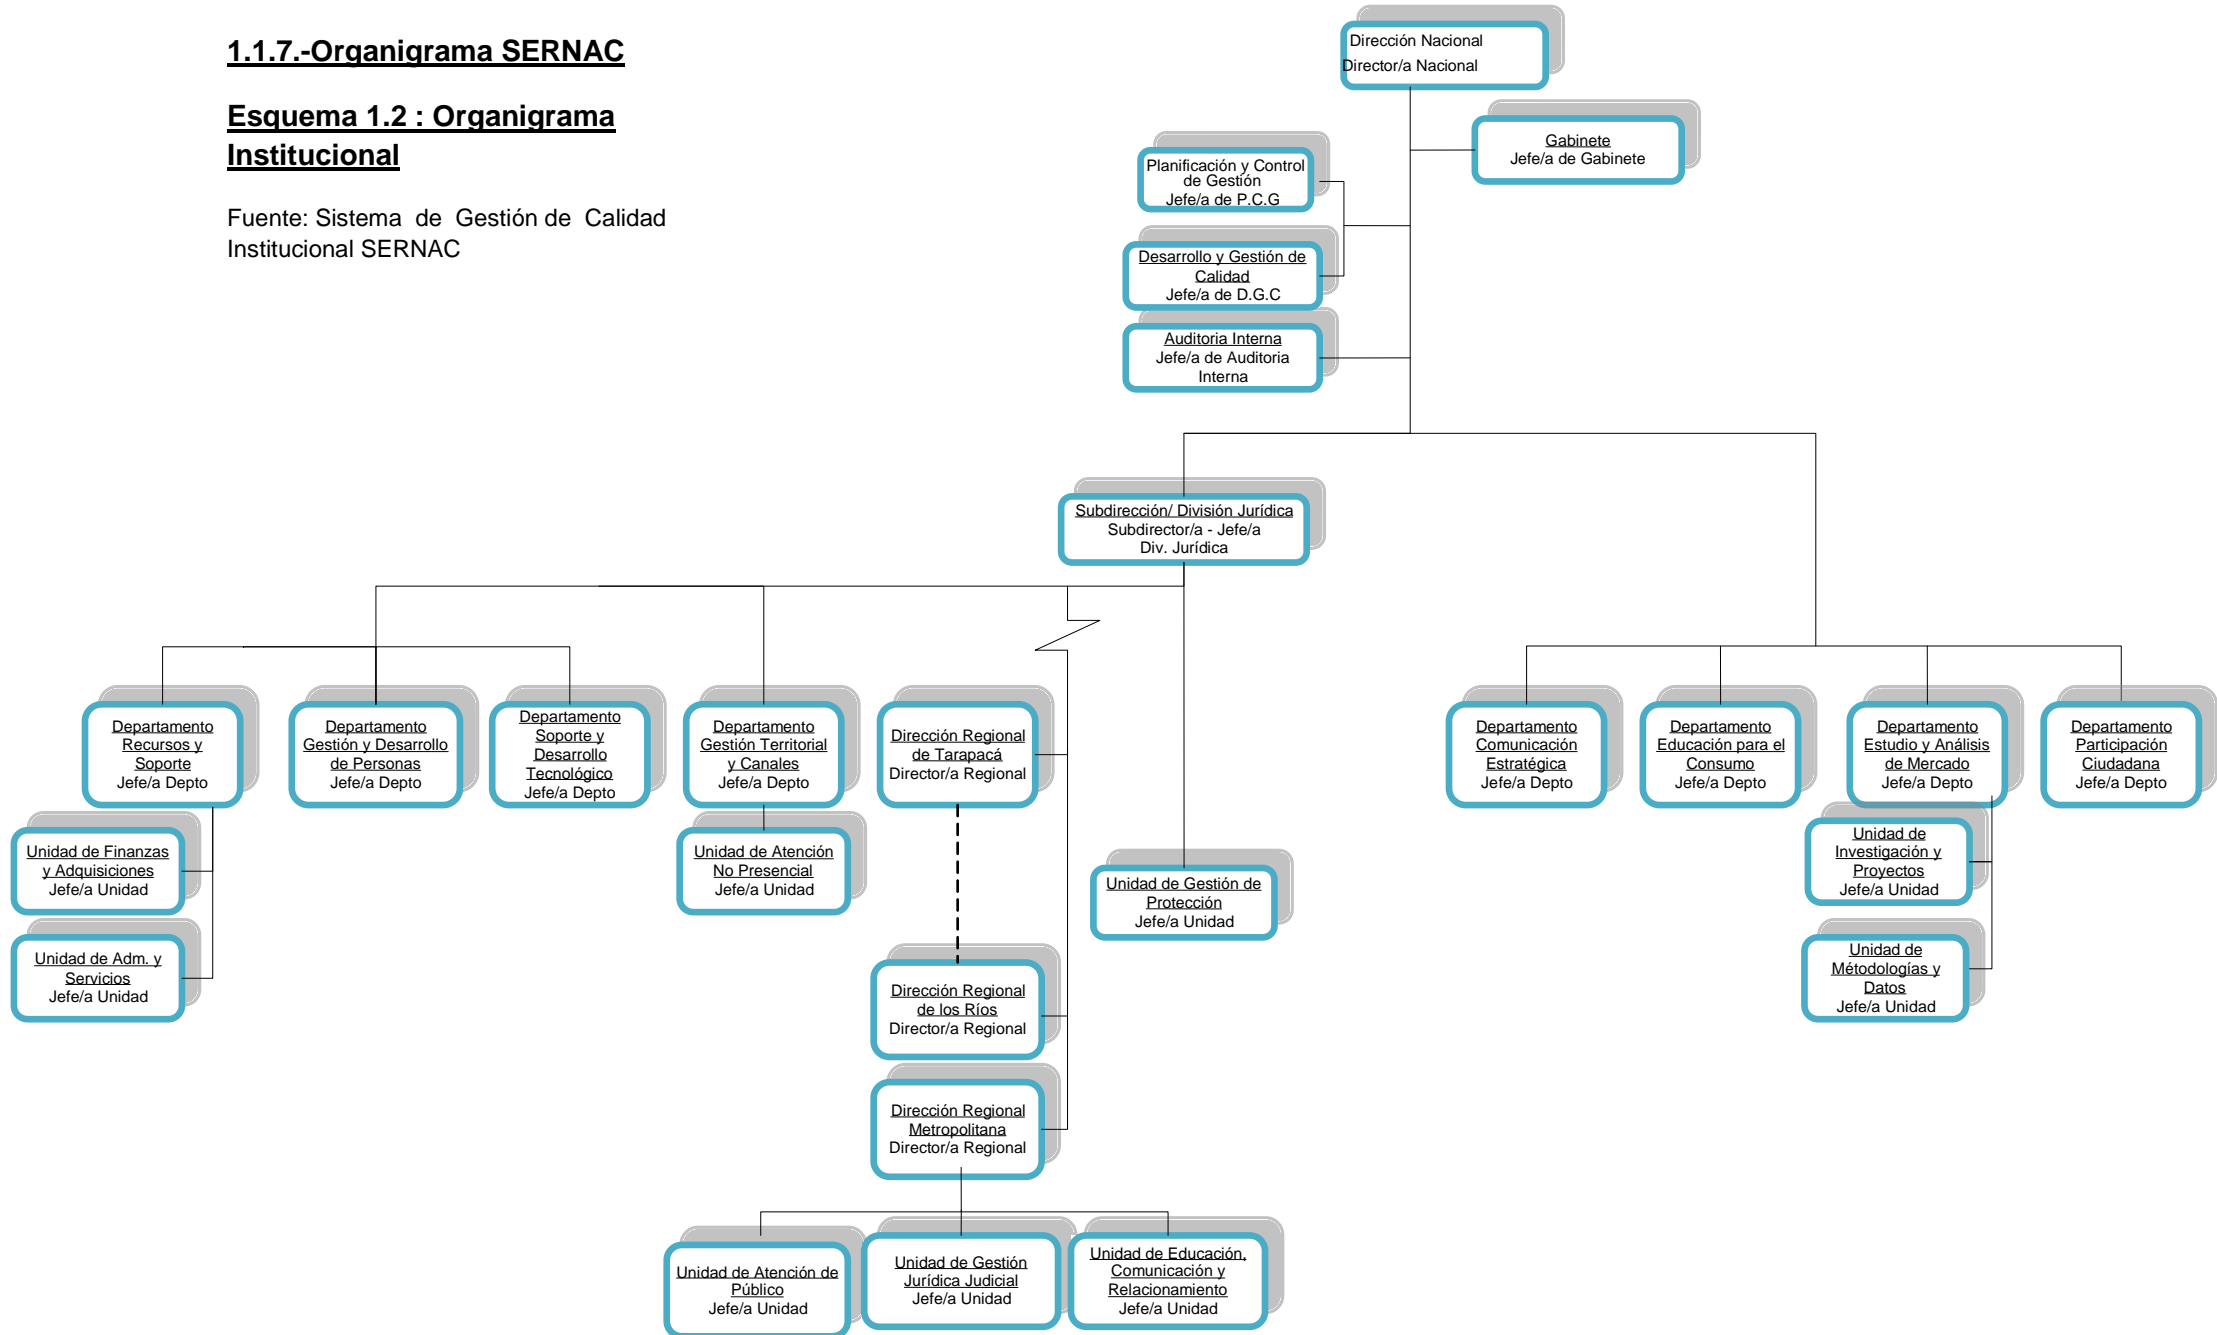 1.1.7.-Organigrama SERNAC
Esquema 1.2 : Organigrama
Institucional
Fuente: Sistema de Gestión de Calidad
Institucional SERNAC
Dirección Nacional
Director/a Nacional
Gabinete
Jefe/a de Gabinete
Planificación y Control
de Gestión
Jefe/a de P.C.G
Desarrollo y Gestión de
Calidad
Jefe/a de D.G.C
Auditoria Interna
Jefe/a de Auditoria
Interna
Subdirección/ División Jurídica
Subdirector/a - Jefe/a
Div. Jurídica
Departamento
Recursos y
Soporte
Jefe/a Depto
Departamento
Gestión y Desarrollo
de Personas
Jefe/a Depto
Departamento
Soporte y
Desarrollo
Tecnológico
Jefe/a Depto
Departamento
Gestión Territorial
y Canales
Jefe/a Depto
Dirección Regional
de Tarapacá
Director/a Regional
Departamento
Comunicación
Estratégica
Jefe/a Depto
Departamento
Educación para el
Consumo
Jefe/a Depto
Departamento
Estudio y Análisis
de Mercado
Jefe/a Depto
Departamento
Participación
Ciudadana
Jefe/a Depto
Unidad de Finanzas
y Adquisiciones
Jefe/a Unidad
Unidad de Atención
No Presencial
Jefe/a Unidad
Unidad de Gestión de
Protección
Jefe/a Unidad
Unidad de
Investigación y
Proyectos
Jefe/a Unidad
Unidad de Adm. y
Servicios
Jefe/a Unidad
Dirección Regional
de los Ríos
Director/a Regional
Unidad de
Métodologías y
Datos
Jefe/a Unidad
Dirección Regional
Metropolitana
Director/a Regional
Unidad de Atención de
Público
Jefe/a Unidad
Unidad de Gestión
Jurídica Judicial
Jefe/a Unidad
Unidad de Educación,
Comunicación y
Relacionamiento
Jefe/a Unidad